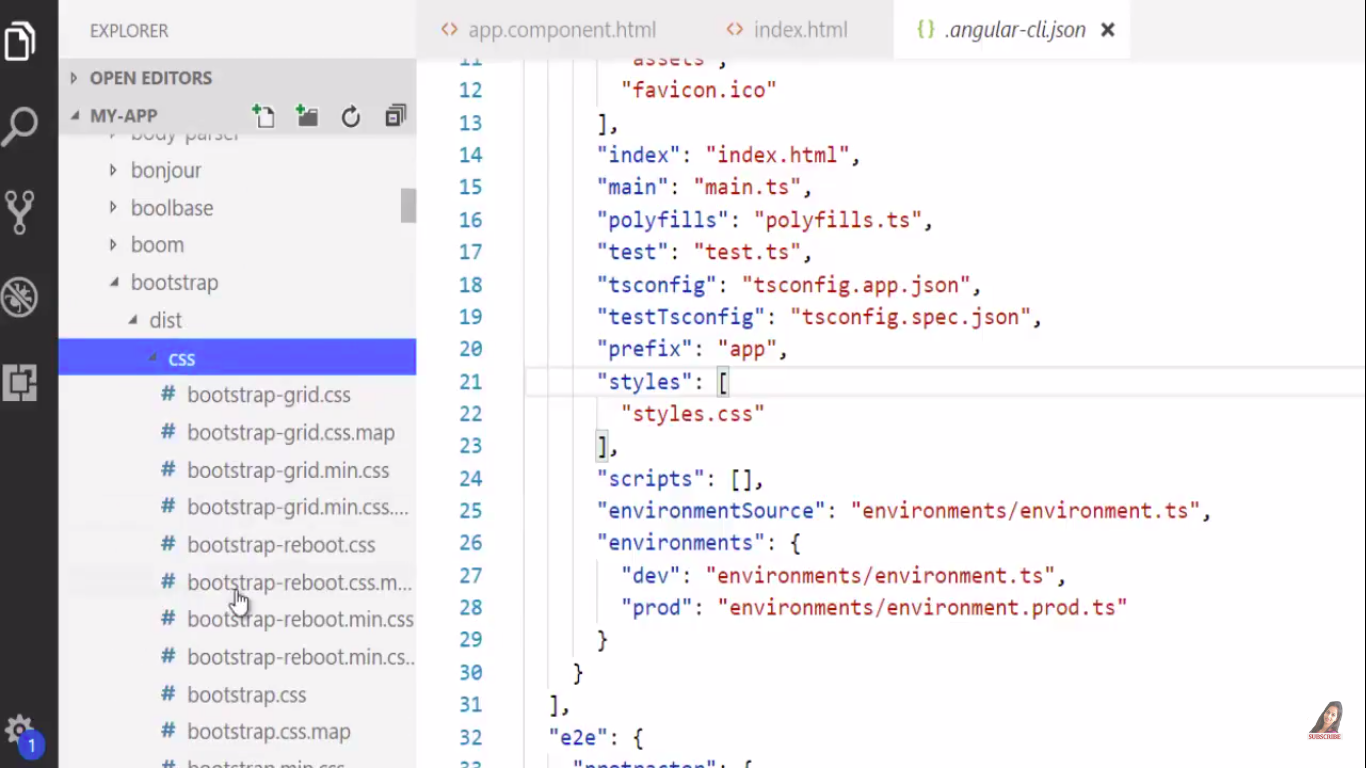 EXPLORER
OPEN EDITORS
MY-APP
body-parser
bonjour
boolbase
boom
bootstrap
dist
css
# bootstrap-grid.css
# bootstrap-grid.css.map
# bootstrap-grid.min.css
# bootstrap-grid.min.css....
# bootstrap-reboot.css
# bootstrap-reboot.css.m...
# bootstrap-reboot.min.css
# bootstrap-reboot.min.cs...
# bootstrap.css
# bootstrap.css.map
# bootstrap.min.css
1
<> app.component.html
<> index.html
{} .angular-cli.json ×
11 "assets",
12 "favicon.ico"
13 ],
14 "index": "index.html",
15 "main": "main.ts",
16 "polyfills": "polyfills.ts",
17 "test": "test.ts",
18 "tsconfig": "tsconfig.app.json",
19 "testTsconfig": "tsconfig.spec.json",
20 "prefix": "app",
21 "styles": [
22 "styles.css"
23 ],
24 "scripts": [],
25 "environmentSource": "environments/environment.ts",
26 "environments": {
27 "dev": "environments/environment.ts",
28 "prod": "environments/environment.prod.ts"
29 }
30 }
31 ],
32 "e2e": {
33 "protractor": {
SUBSCRIBE